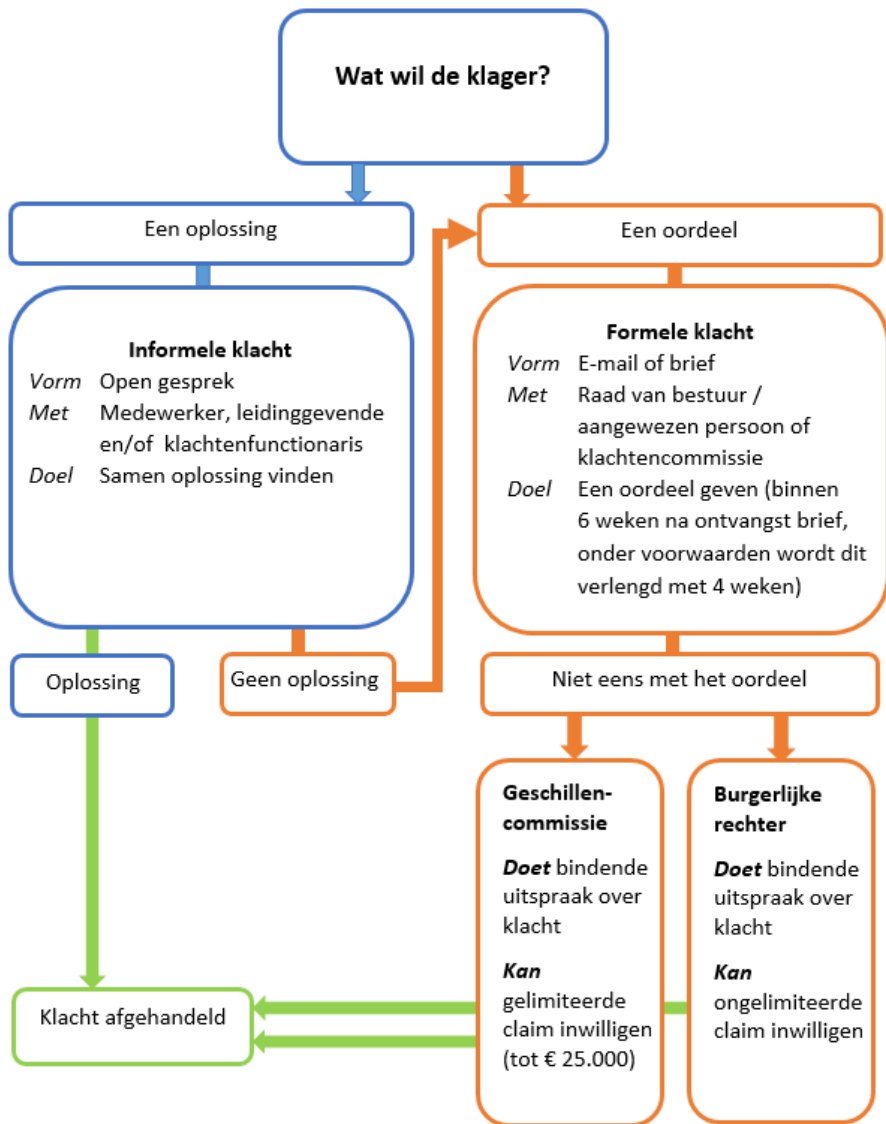 Wat wil de klager?
Een oplossing
Een oordeel
Informele klacht
Vorm Open gesprek
Met Medewerker, leidinggevende
en/of klachtenfunctionaris
Doel Samen oplossing vinden
Formele klacht
Vorm E-mail of brief
Met Raad van bestuur /
aangewezen persoon of
klachtencommissie
Doel Een oordeel geven (binnen
6 weken na ontvangst brief,
onder voorwaarden wordt dit
verlengd met 4 weken)
Oplossing
Geen oplossing
Niet eens met het oordeel
Geschillen-
commissie
Doet bindende
uitspraak over
klacht
Kan
gelimiteerde
claim inwilligen
(tot € 25.000)
Burgerlijke
rechter
Doet bindende
uitspraak over
klacht
Kan
ongelimiteerde
claim inwilligen
Klacht afgehandeld